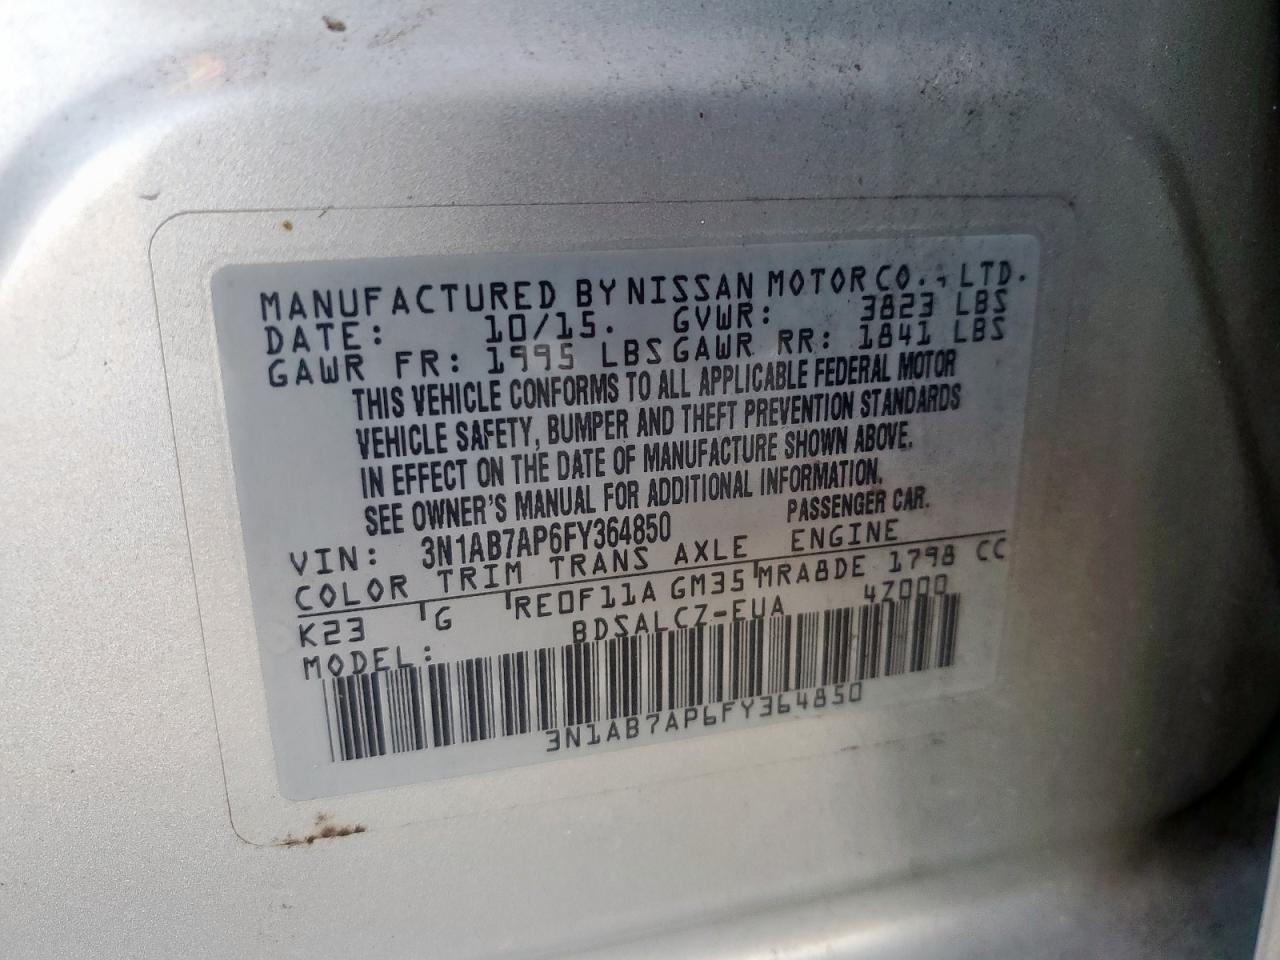 MANUFACTURED BY NISSAN MOTOR CO., LTD.
DATE: 10/15. GVWR: 3823 LBS
GAWR FR: 1995 LBS GAWR RR: 1841 LBS
THIS VEHICLE CONFORMS TO ALL APPLICABLE FEDERAL MOTOR
VEHICLE SAFETY, BUMPER AND THEFT PREVENTION STANDARDS
IN EFFECT ON THE DATE OF MANUFACTURE SHOWN ABOVE.
SEE OWNER'S MANUAL FOR ADDITIONAL INFORMATION.
VIN: 3N1AB7AP6FY364850 PASSENGER CAR.
COLOR TRIM TRANS AXLE ENGINE
K23 G RE0F11A GM35 MRA8DE 1798 CC
MODEL: BDSALCZ-EUA 47000
3N1AB7AP6FY364850